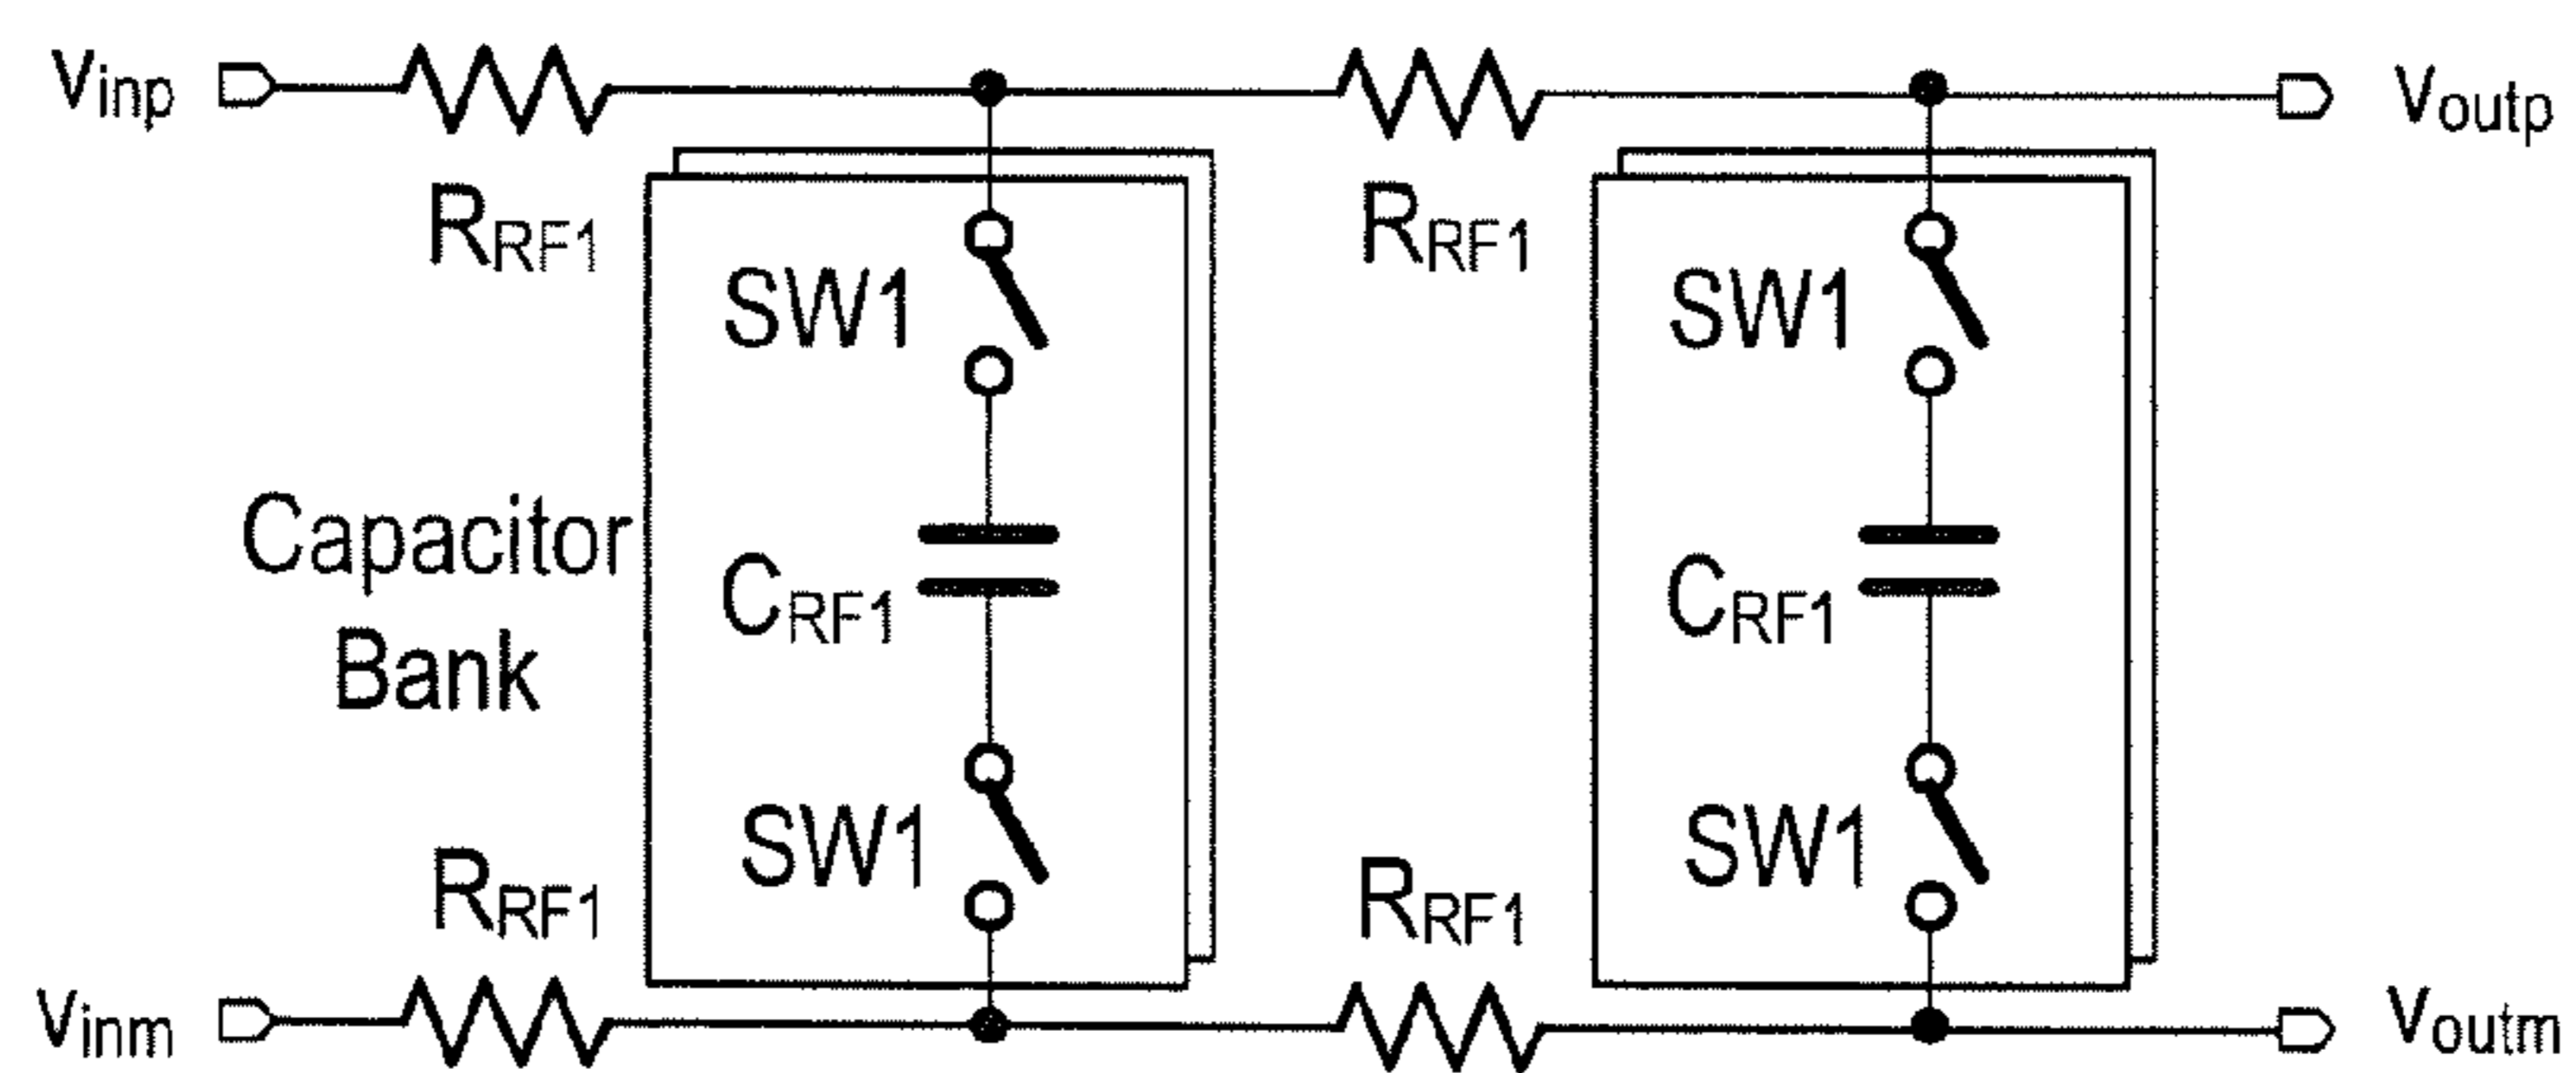 Vinp
Voutp
RRF1
RRF1
SW1
SW1
Capacitor
Bank
CRF1
CRF1
SW1
SW1
RRF1
RRF1
Vinm
Voutm